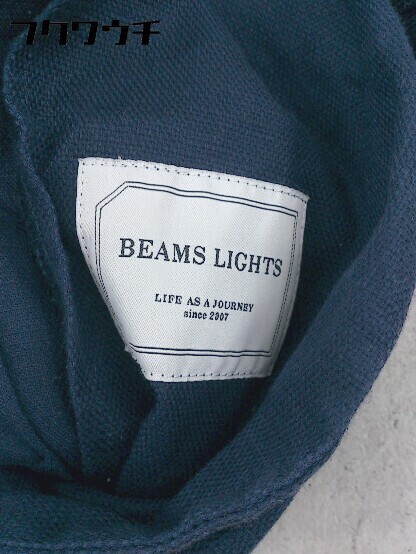 フクワウチ
BEAMS LIGHTS
LIFE AS A JOURNEY
since 2007